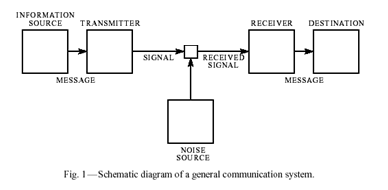 INFORMATION
SOURCE
TRANSMITTER
RECEIVER
DESTINATION
SIGNAL
RECEIVED
SIGNAL
MESSAGE
MESSAGE
NOISE
SOURCE
Fig. 1—Schematic diagram of a general communication system.